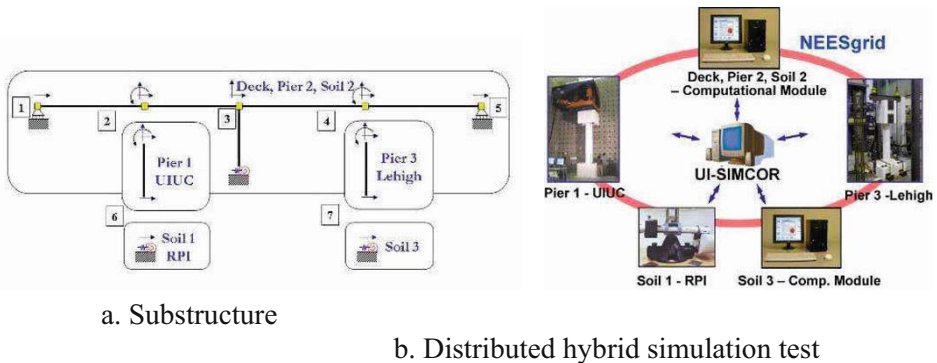 Deck, Pier 2, Soil 2
1
2
3
4
5
Pier 1
UIUC
Pier 3
Lehigh
6
7
Soil 1
RPI
Soil 3
NEESgrid
Deck, Pier 2, Soil 2
– Computational Module
UI-SIMCOR
Pier 1 - UIUC
Pier 3 -Lehigh
Soil 1 - RPI
Soil 3 – Comp. Module
a. Substructure
b. Distributed hybrid simulation test